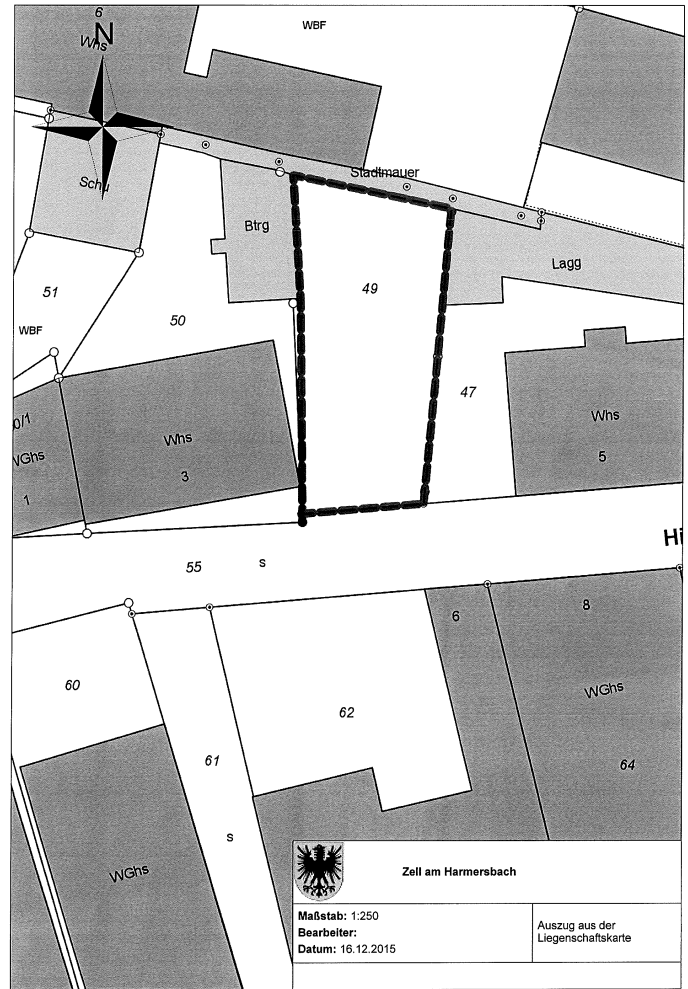 6
WBF
N
Whs
Stadtmauer
Schu
Btrg
Lagg
49
51
50
WBF
47
Whs
Whs
5
3
WGhs
1
Hi
55
s
8
6
60
WGhs
62
61
64
s
WGhs
Zell am Harmersbach
Maßstab: 1:250
Bearbeiter:
Datum: 16.12.2015
Auszug aus der
Liegenschaftskarte